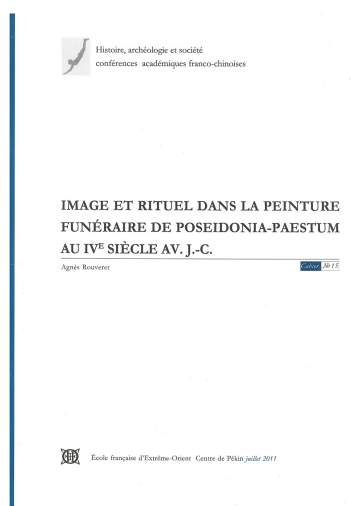 Histoire, archéologie et société
conférences académiques franco-chinoises
IMAGE ET RITUEL DANS LA PEINTURE
FUNÉRAIRE DE POSEIDONIA-PAESTUM
AU IVE SIÈCLE AV. J.-C.
Agnès Rouveret
Cahier № 15
École française d'Extrême-Orient Centre de Pékin juillet 2011